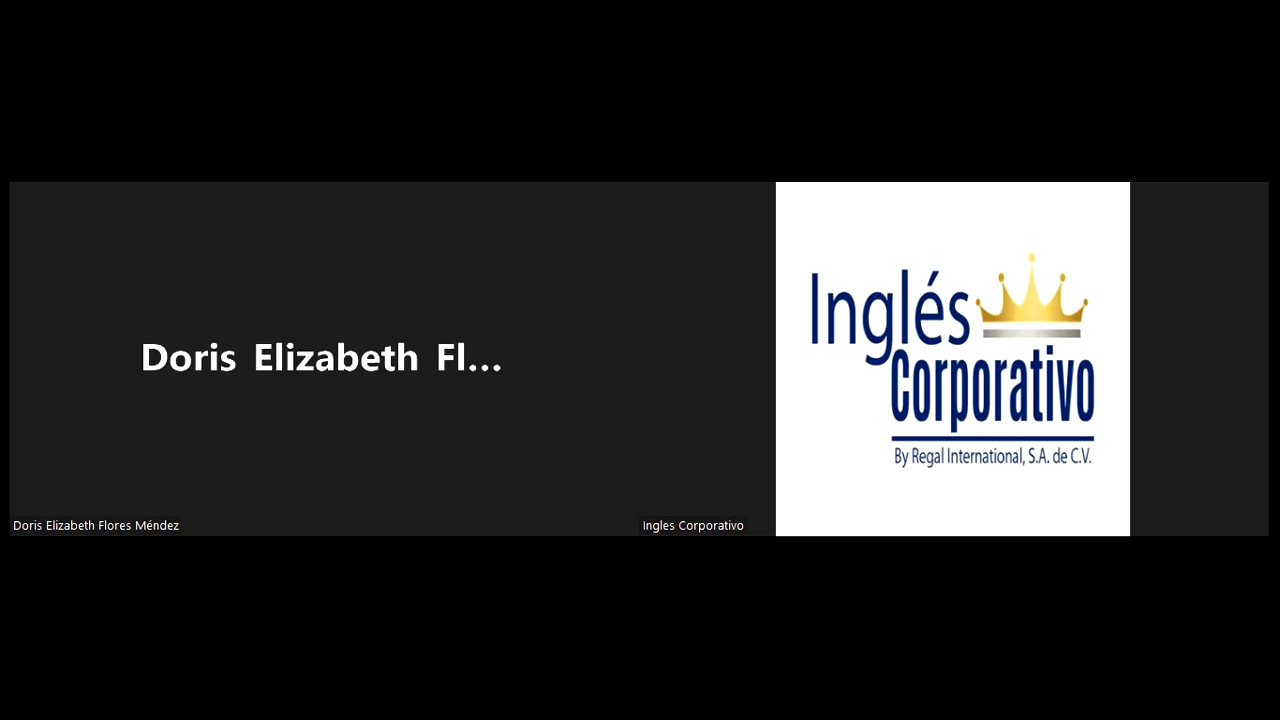 Doris Elizabeth Fl...
Doris Elizabeth Flores Méndez
Inglés
Corporativo
By Regal International, S.A. de C.V.
Ingles Corporativo